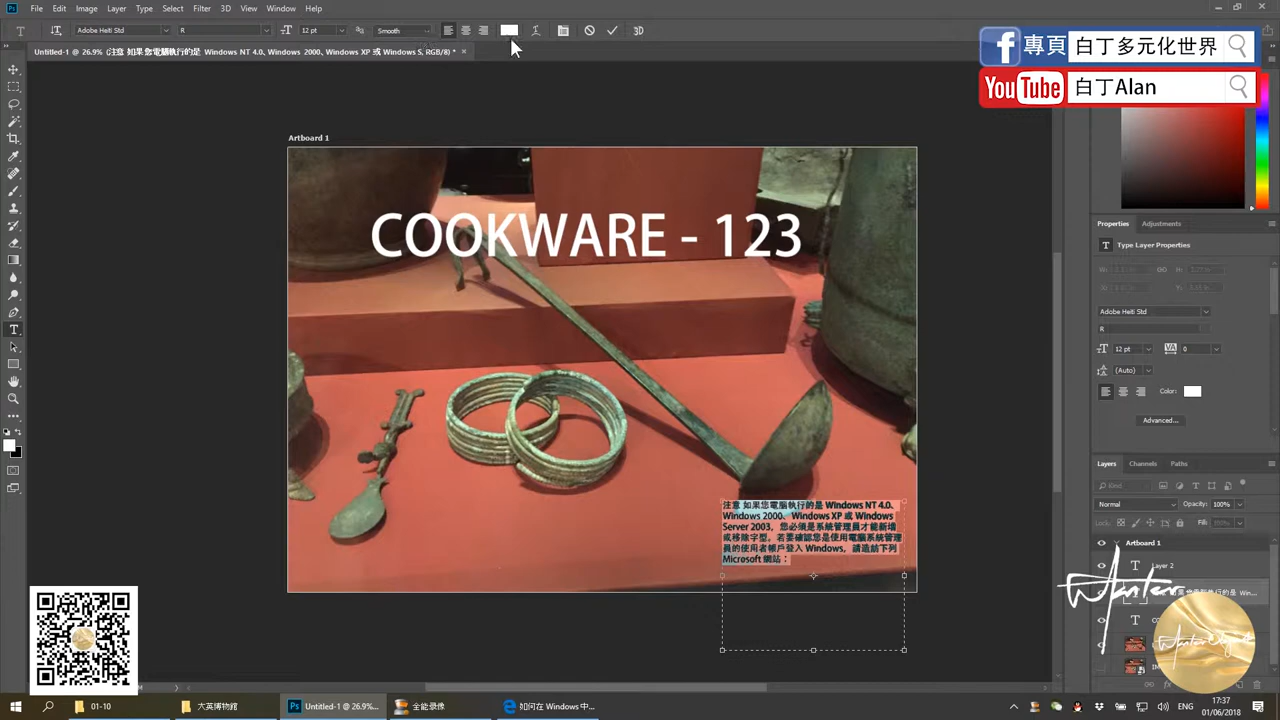 File Edit Image Layer Type Select Filter 3D View Window Help
Adobe Heiti Std R 12 pt Smooth 3D
Untitled-1 @ 26.9% (注意 如果您電腦執行的是 Windows NT 4.0、Windows 2000、Windows XP 或 Windows S RGB/8) *
專頁 白丁多元化世界
YouTube 白丁Alan
Artboard 1
COOKWARE - 123
注意 如果您電腦執行的是 Windows NT 4.0、
Windows 2000、Windows XP 或 Windows
Server 2003，您必須是系統管理員才能新增
或移除字型。若要確認您是使用電腦系統管理
員的使用者帳戶登入 Windows，請造訪下列
Microsoft 網站：
Properties Adjustments
Type Layer Properties
Adobe Heiti Std
R
12 pt 0
(Auto)
Color:
Advanced...
Layers Channels Paths
Kind
Normal Opacity: 100%
Lock: Fill: 100%
Artboard 1
Layer 2
01-10 大英博物館 Untitled-1 @ 26.9%... 全能录像 如何在 Windows 中...
ENG 17:37
01/06/2018